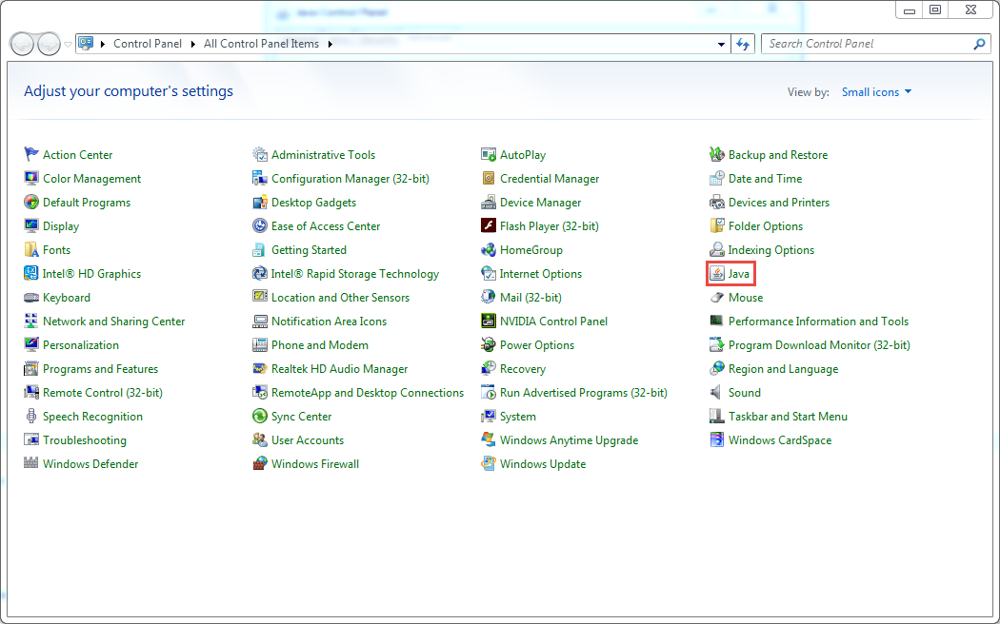 Java Control Panel
Control Panel All Control Panel Items
Search Control Panel
Adjust your computer's settings
View by: Small icons
Action Center Administrative Tools AutoPlay Backup and Restore
Color Management Configuration Manager (32-bit) Credential Manager Date and Time
Default Programs Desktop Gadgets Device Manager Devices and Printers
Display Ease of Access Center Flash Player (32-bit) Folder Options
Fonts Getting Started HomeGroup Indexing Options
Intel® HD Graphics Intel® Rapid Storage Technology Internet Options Java
Keyboard Location and Other Sensors Mail (32-bit) Mouse
Network and Sharing Center Notification Area Icons NVIDIA Control Panel Performance Information and Tools
Personalization Phone and Modem Power Options Program Download Monitor (32-bit)
Programs and Features Realtek HD Audio Manager Recovery Region and Language
Remote Control (32-bit) RemoteApp and Desktop Connections Run Advertised Programs (32-bit) Sound
Speech Recognition Sync Center System Taskbar and Start Menu
Troubleshooting User Accounts Windows Anytime Upgrade Windows CardSpace
Windows Defender Windows Firewall Windows Update